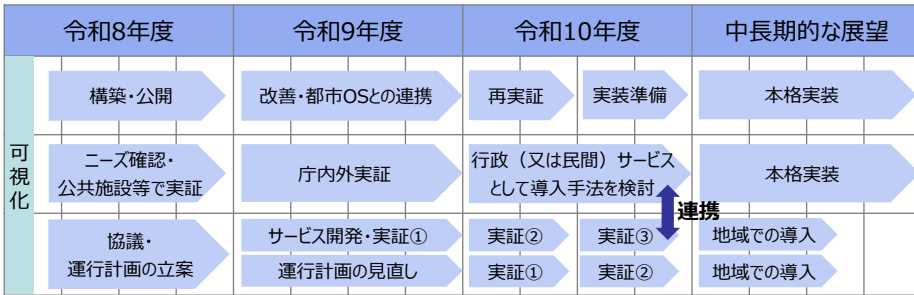 令和8年度
令和9年度
令和10年度
中長期的な展望
可視化
構築・公開
改善・都市OSとの連携
再実証
実装準備
本格実装
ニーズ確認・
公共施設等で実証
庁内外実証
行政（又は民間）サービス
として導入手法を検討
本格実装
連携
協議・
運行計画の立案
サービス開発・実証①
実証②
実証③
地域での導入
運行計画の見直し
実証①
実証②
地域での導入